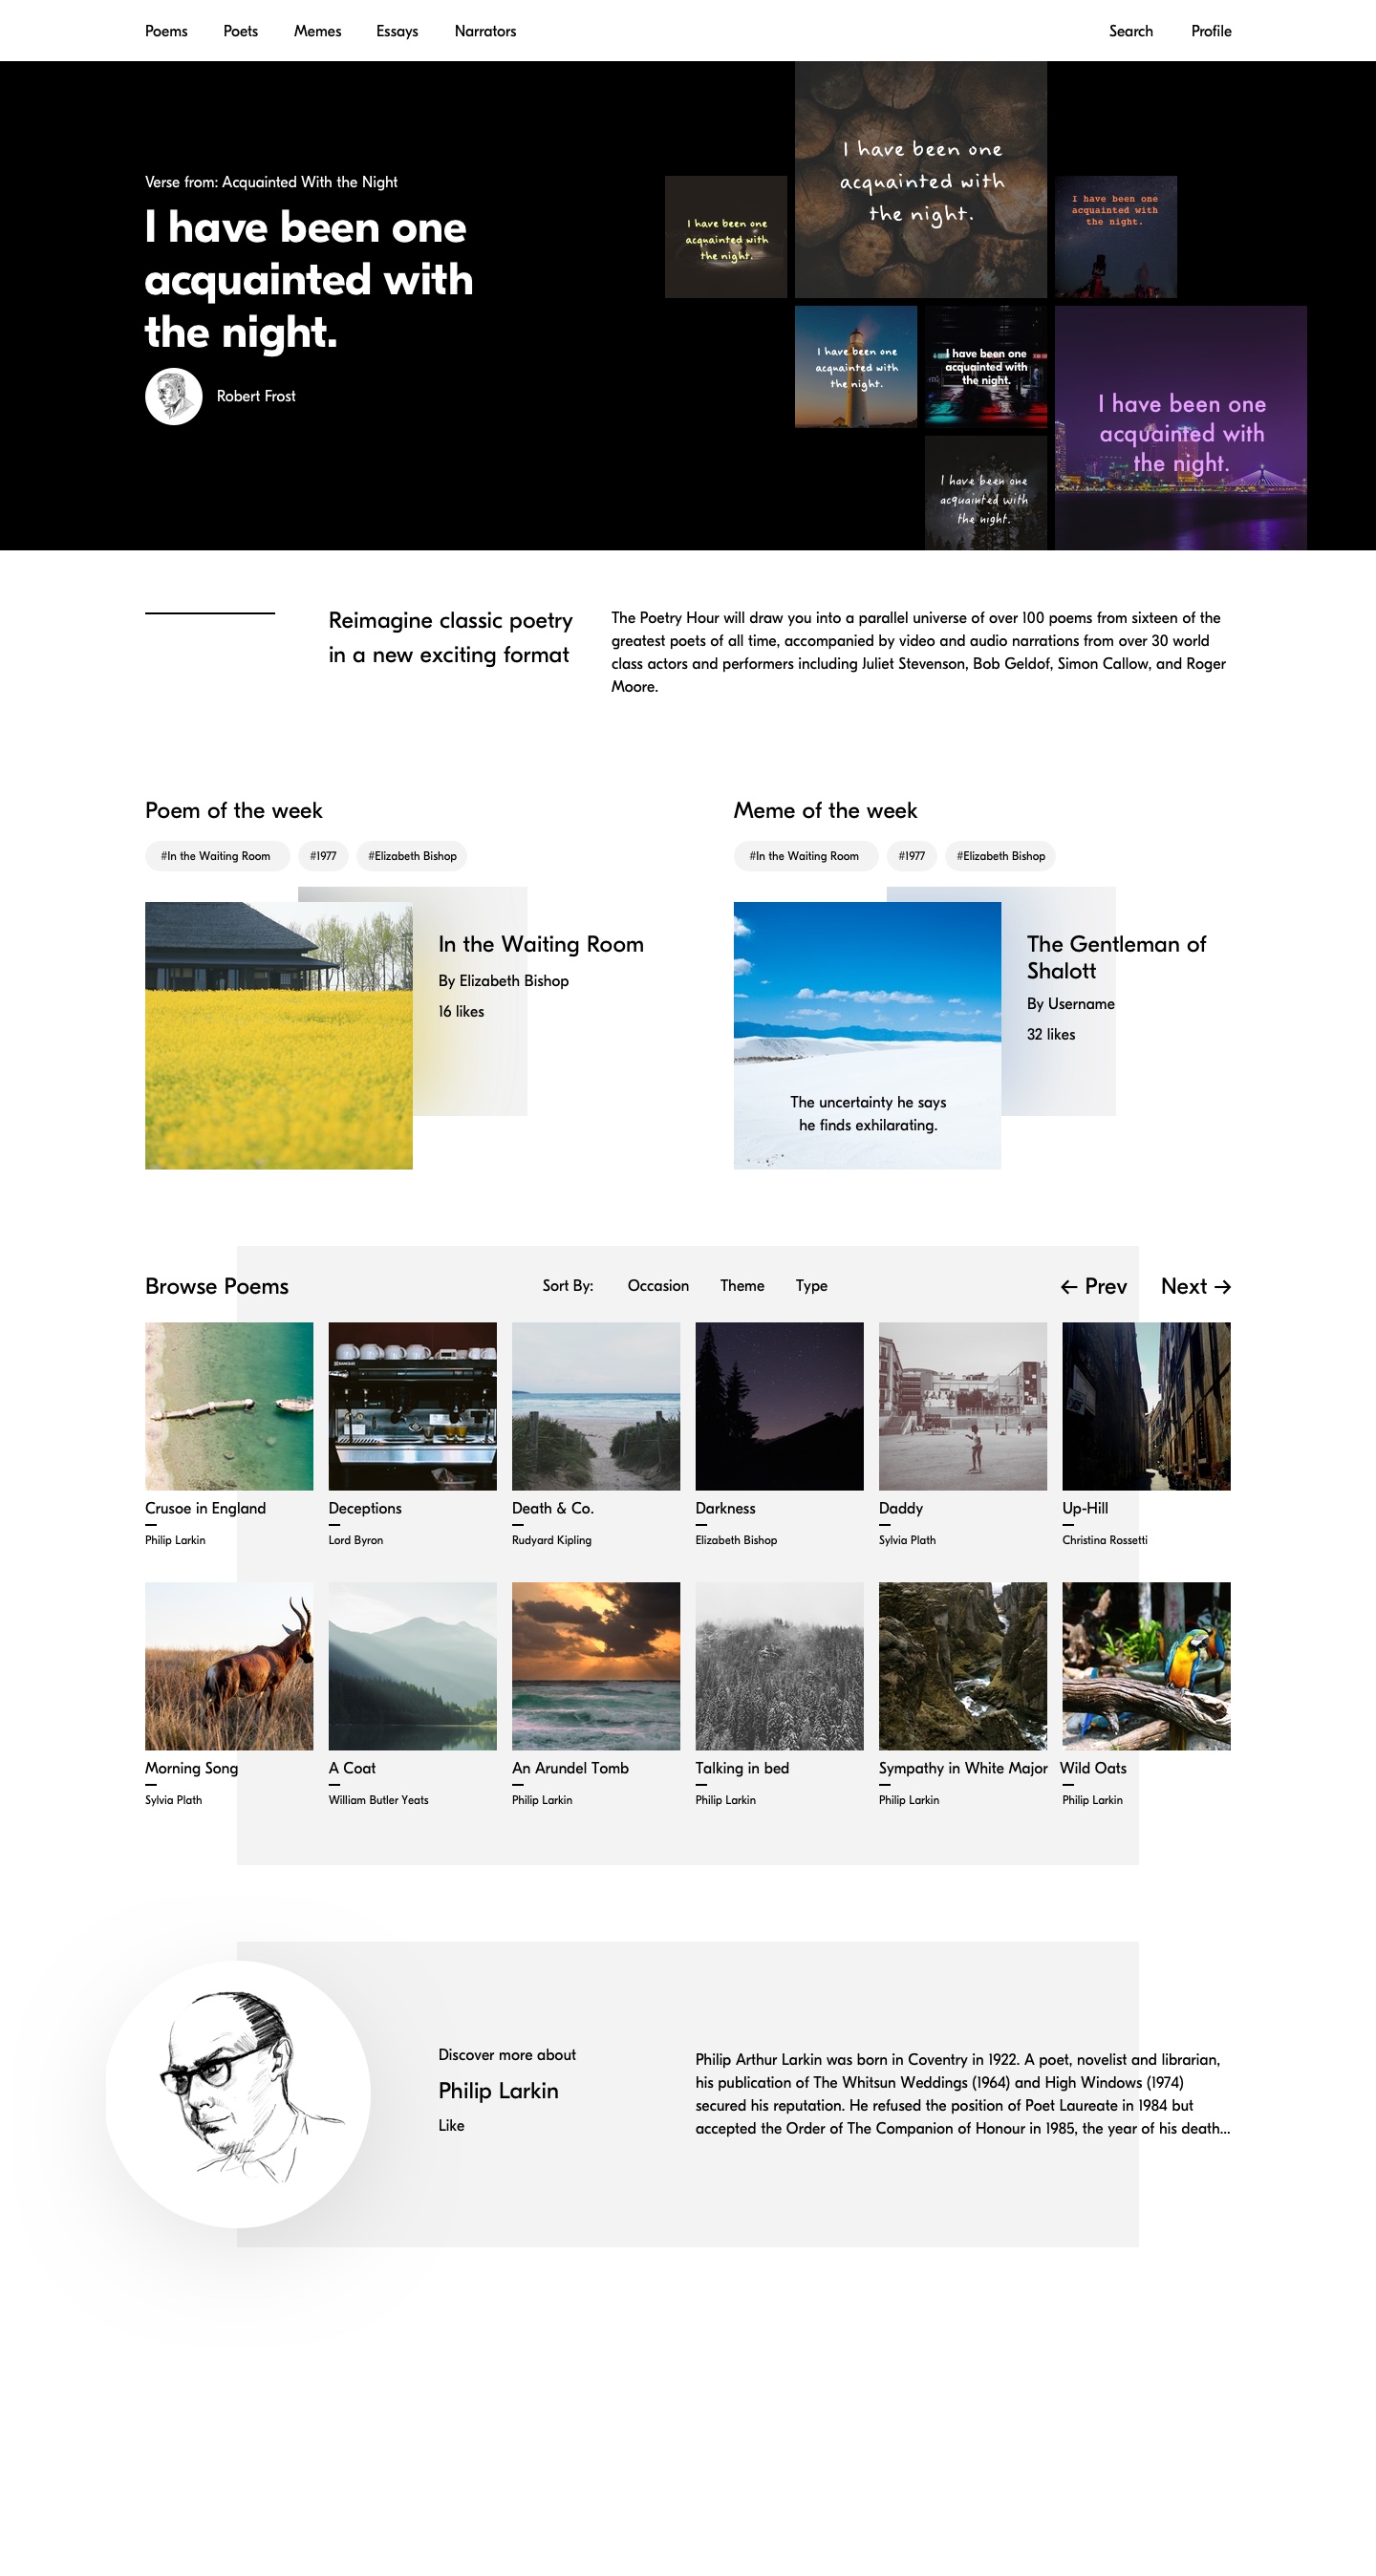 Poems Poets Memes Essays Narrators Search Profile
Verse from: Acquainted With the Night
I have been one
acquainted with
the night.
Robert Frost
I have been one
acquainted with
the night.
I have been one
acquainted with
the night.
I have been one
acquainted with
the night.
I have been one
acquainted with
the night.
I have been one
acquainted with
the night.
I have been one
acquainted with
the night.
I have been one
acquainted with
the night.
Reimagine classic poetry
in a new exciting format
The Poetry Hour will draw you into a parallel universe of over 100 poems from sixteen of the
greatest poets of all time, accompanied by video and audio narrations from over 30 world
class actors and performers including Juliet Stevenson, Bob Geldof, Simon Callow, and Roger
Moore.
Poem of the week
#In the Waiting Room #1977 #Elizabeth Bishop
In the Waiting Room
By Elizabeth Bishop
16 likes
Meme of the week
#In the Waiting Room #1977 #Elizabeth Bishop
The uncertainty he says
he finds exhilarating.
The Gentleman of
Shalott
By Username
32 likes
Browse Poems Sort By: Occasion Theme Type ← Prev Next →
Crusoe in England
Philip Larkin
Deceptions
Lord Byron
Death & Co.
Rudyard Kipling
Darkness
Elizabeth Bishop
Daddy
Sylvia Plath
Up-Hill
Christina Rossetti
Morning Song
Sylvia Plath
A Coat
William Butler Yeats
An Arundel Tomb
Philip Larkin
Talking in bed
Philip Larkin
Sympathy in White Major
Philip Larkin
Wild Oats
Philip Larkin
Discover more about
Philip Larkin
Like
Philip Arthur Larkin was born in Coventry in 1922. A poet, novelist and librarian,
his publication of The Whitsun Weddings (1964) and High Windows (1974)
secured his reputation. He refused the position of Poet Laureate in 1984 but
accepted the Order of The Companion of Honour in 1985, the year of his death...